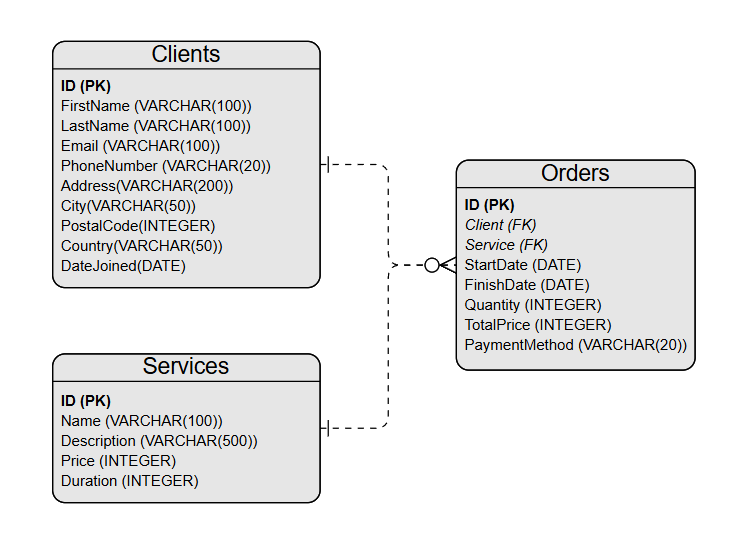 Clients
ID (PK)
FirstName (VARCHAR(100))
LastName (VARCHAR(100))
Email (VARCHAR(100))
PhoneNumber (VARCHAR(20))
Address(VARCHAR(200))
City(VARCHAR(50))
PostalCode(INTEGER)
Country(VARCHAR(50))
DateJoined(DATE)
Orders
ID (PK)
Client (FK)
Service (FK)
StartDate (DATE)
FinishDate (DATE)
Quantity (INTEGER)
TotalPrice (INTEGER)
PaymentMethod (VARCHAR(20))
Services
ID (PK)
Name (VARCHAR(100))
Description (VARCHAR(500))
Price (INTEGER)
Duration (INTEGER)